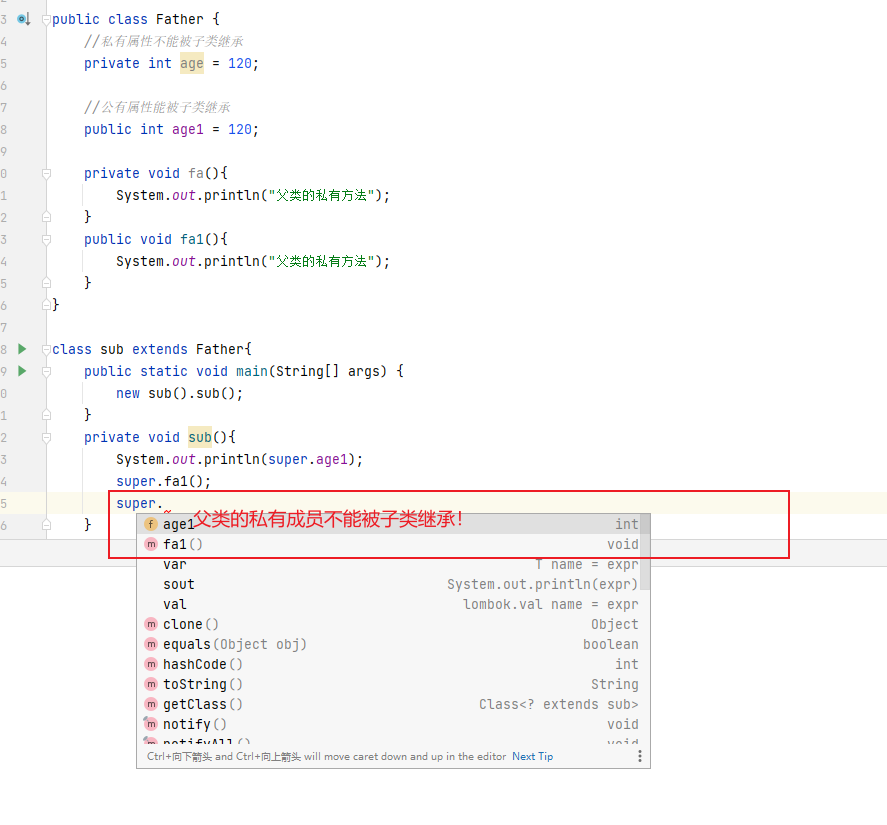 3 public class Father {
4 //私有属性不能被子类继承
5 private int age = 120;
6
7 //公有属性能被子类继承
8 public int age1 = 120;
9
0 private void fa(){
1 System.out.println("父类的私有方法");
2 }
3 public void fa1(){
4 System.out.println("父类的私有方法");
5 }
6 }
7
8 class sub extends Father{
9 public static void main(String[] args) {
0 new sub().sub();
1 }
2 private void sub(){
3 System.out.println(super.age1);
4 super.fa1();
5 super.
6 }
父类的私有成员不能被子类继承!
f age1 int
m fa1() void
var T name = expr
sout System.out.println(expr)
val lombok.val name = expr
m clone() Object
m equals(Object obj) boolean
m hashCode() int
m toString() String
m getClass() Class<? extends sub>
m notify() void
m notifyAll() void
Ctrl+向下箭头 and Ctrl+向上箭头 will move caret down and up in the editor Next Tip